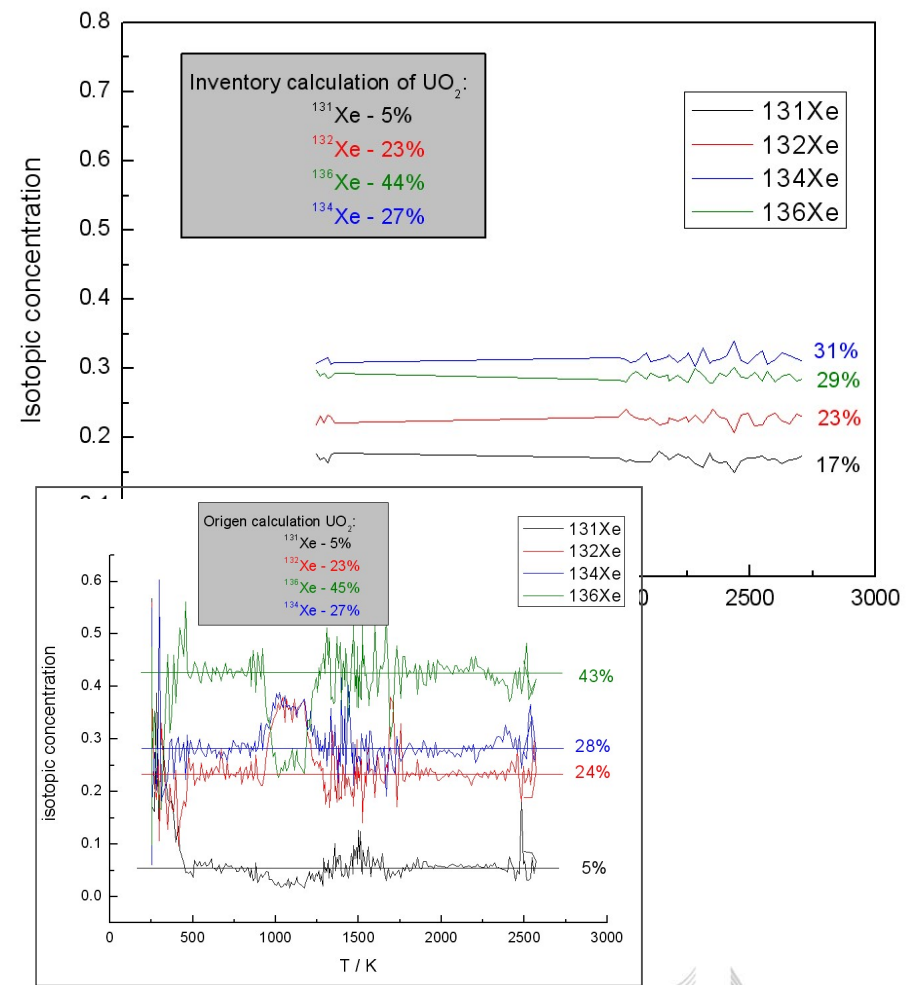 0.8
0.7
0.6
0.5
0.4
0.3
0.2
Isotopic concentration
Inventory calculation of UO₂:
¹³¹Xe - 5%
¹³²Xe - 23%
¹³⁶Xe - 44%
¹³⁴Xe - 27%
131Xe
132Xe
134Xe
136Xe
31%
29%
23%
17%
2500
3000
Origen calculation UO₂:
¹³¹Xe - 5%
¹³²Xe - 23%
¹³⁶Xe - 45%
¹³⁴Xe - 27%
131Xe
132Xe
134Xe
136Xe
0.6
0.5
0.4
0.3
0.2
0.1
0.0
isotopic concentration
43%
28%
24%
5%
0
500
1000
1500
2000
2500
3000
T / K